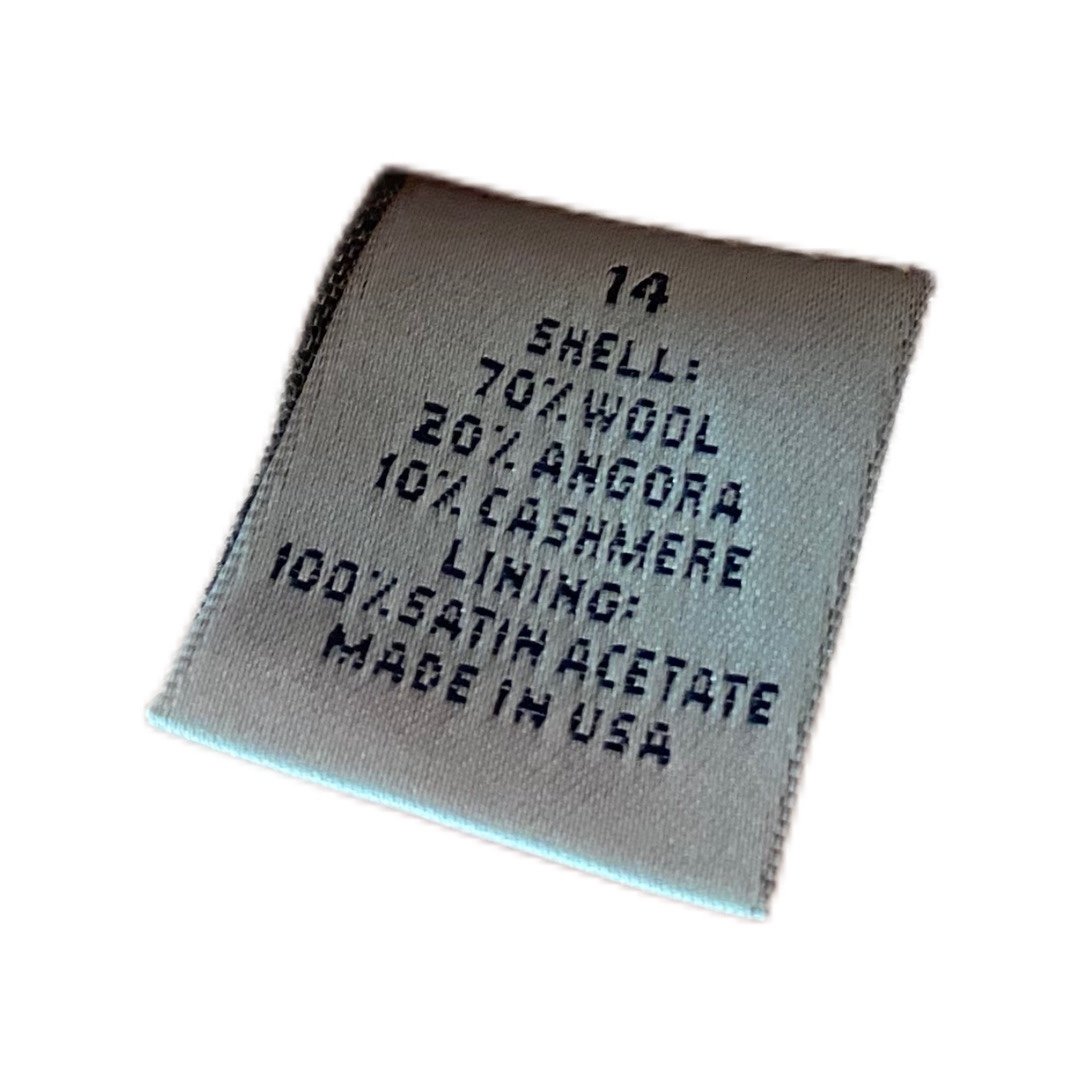 14
SHELL:
70% WOOL
20% ANGORA
10% CASHMERE
LINING:
100% SATIN ACETATE
MADE IN USA